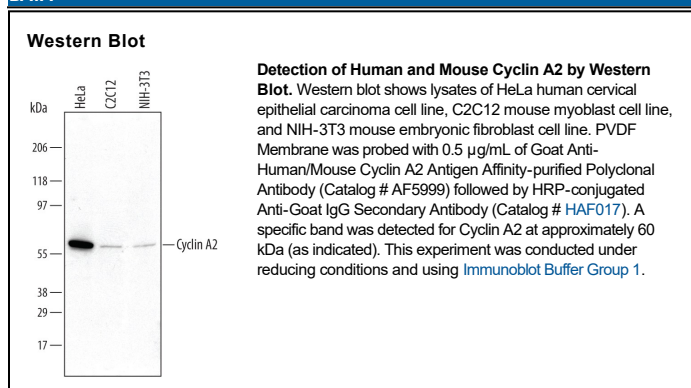 Western Blot
HeLa
C2C12
NIH-3T3
kDa
206
118
97
55
38
29
17
Cyclin A2
Detection of Human and Mouse Cyclin A2 by Western
Blot. Western blot shows lysates of HeLa human cervical
epithelial carcinoma cell line, C2C12 mouse myoblast cell line,
and NIH-3T3 mouse embryonic fibroblast cell line. PVDF
Membrane was probed with 0.5 µg/mL of Goat Anti-
Human/Mouse Cyclin A2 Antigen Affinity-purified Polyclonal
Antibody (Catalog # AF5999) followed by HRP-conjugated
Anti-Goat IgG Secondary Antibody (Catalog # HAF017). A
specific band was detected for Cyclin A2 at approximately 60
kDa (as indicated). This experiment was conducted under
reducing conditions and using Immunoblot Buffer Group 1.